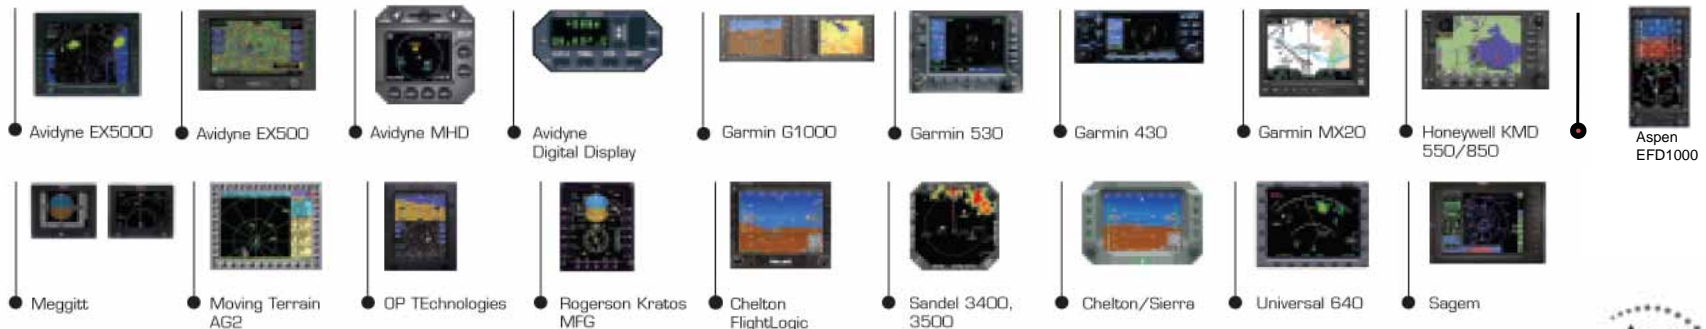 Avidyne EX5000
Avidyne EX500
Avidyne MHD
Avidyne
Digital Display
Garmin G1000
Garmin 530
Garmin 430
Garmin MX20
Honeywell KMD
550/850
Aspen
EFD1000
Meggitt
Moving Terrain
AG2
OP TEchnologies
Rogerson Kratos
MFG
Chelton
FlightLogic
Sandel 3400,
3500
Chelton/Sierra
Universal 640
Sagem